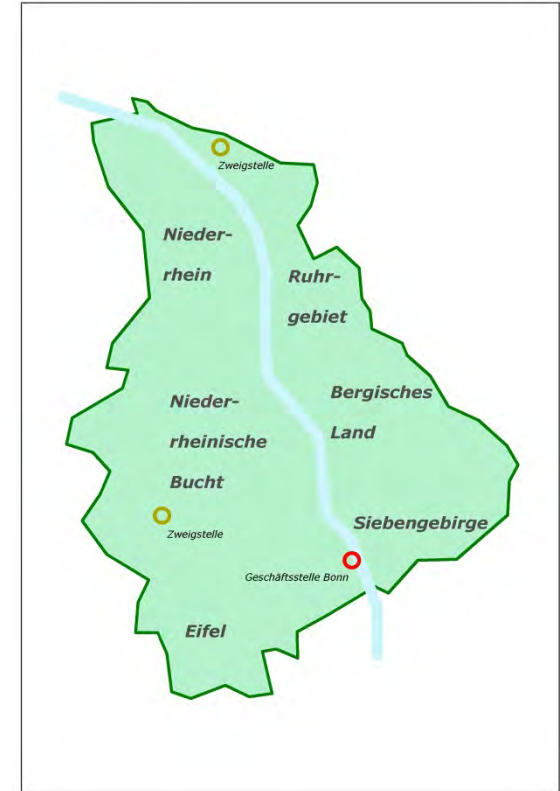 Zweigstelle
Nieder-
rhein
Ruhr-
gebiet
Bergisches
Land
Nieder-
rheinische
Bucht
Siebengebirge
Zweigstelle
Geschäftsstelle Bonn
Eifel